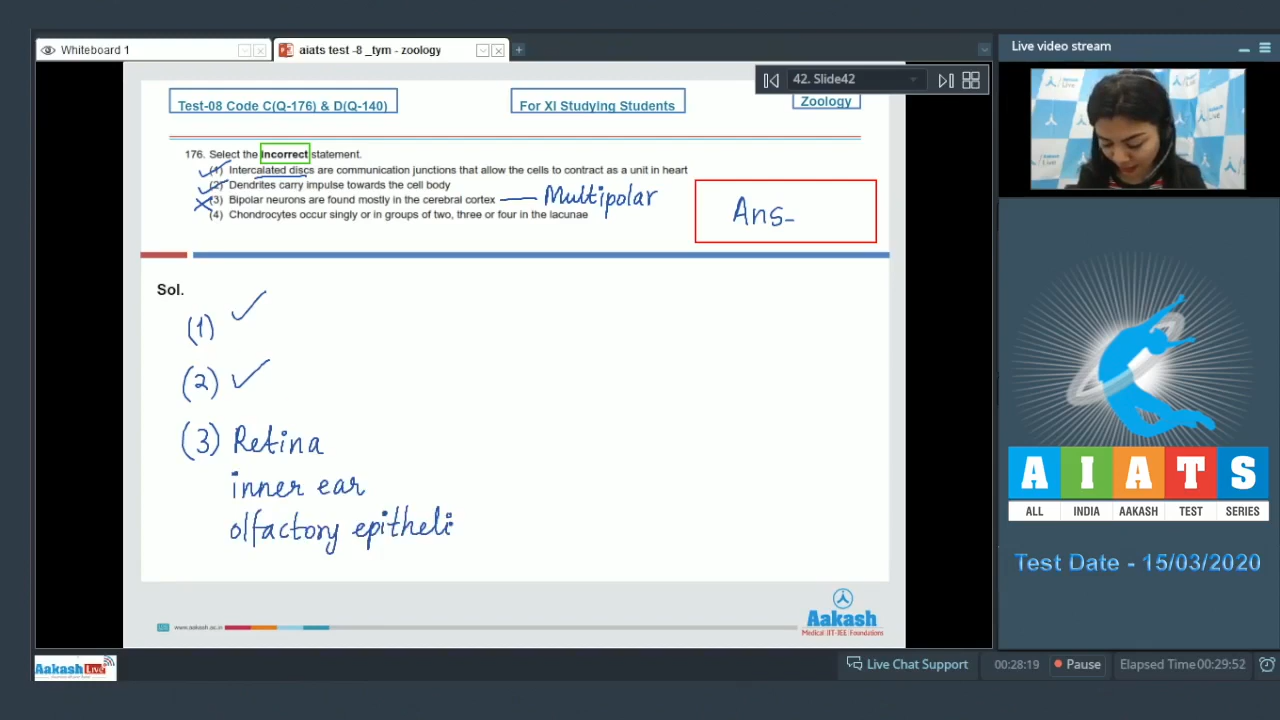 Whiteboard 1
aiats test -8 _tym - zoology
Live video stream
42. Slide42
Test-08 Code C(Q-176) & D(Q-140)
For XI Studying Students
Zoology
176. Select the Incorrect statement.
(1) Intercalated discs are communication junctions that allow the cells to contract as a unit in heart
(2) Dendrites carry impulse towards the cell body
(3) Bipolar neurons are found mostly in the cerebral cortex — Multipolar
(4) Chondrocytes occur singly or in groups of two, three or four in the lacunae
Ans-
Sol.
(1) ✓
(2) ✓
(3) Retina
inner ear
olfactory epitheli
A I A T S
ALL INDIA AAKASH TEST SERIES
Test Date - 15/03/2020
www.aakash.ac.in
Aakash
Medical|IIT-JEE|Foundations
Aakash Live
Live Chat Support
00:28:19
Pause
Elapsed Time 00:29:52